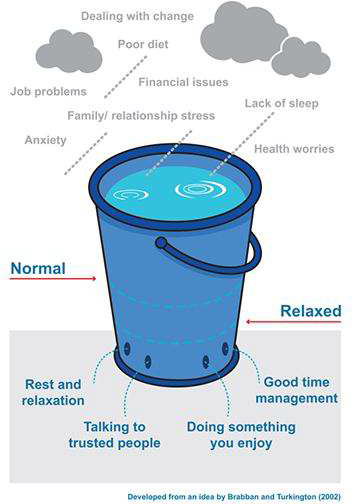 Dealing with change
Poor diet
Financial issues
Job problems
Lack of sleep
Family/ relationship stress
Anxiety
Health worries
Normal
Relaxed
Rest and
relaxation
Good time
management
Talking to
trusted people
Doing something
you enjoy
Developed from an idea by Brabban and Turkington (2002)